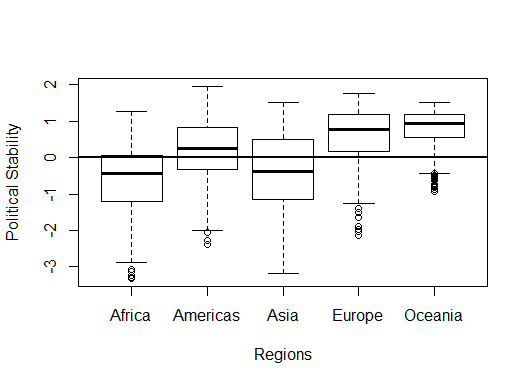 Political Stability
2
1
0
-1
-2
-3
Africa Americas Asia Europe Oceania
Regions